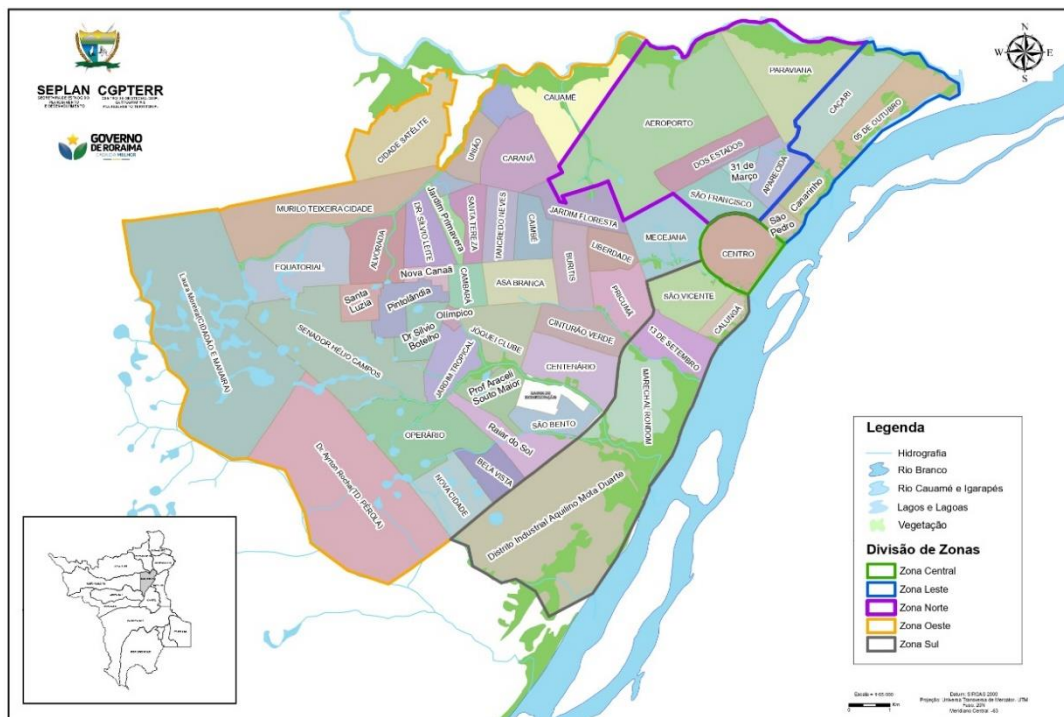 SEPLAN CGPTERR
GOVERNO
DE RORAIMA
CIDADE SATÉLITE
CAUAMÉ
UNIÃO
CARANÃ
AEROPORTO
PARAVIANA
CAÇARI
05 DE OUTUBRO
DOS ESTADOS
31 de
Março
APARECIDA
SÃO FRANCISCO
Canarinho
São
Pedro
CENTRO
MURILO TEIXEIRA CIDADE
Jardim Primavera
DR SILVIO LEITE
SANTA TEREZA
TANCREDO NEVES
CAIMBÉ
JARDIM FLORESTA
MECEJANA
ALVORADA
EQUATORIAL
Nova Canaã
CAMBARÁ
ASA BRANCA
BURITIS
LIBERDADE
PRICUMÃ
SÃO VICENTE
CALUNGÁ
Santa
Luzia
Pintolândia
Olímpico
Dr Silvio
Botelho
JÓQUEI CLUBE
CINTURÃO VERDE
13 DE SETEMBRO
SENADOR HÉLIO CAMPOS
JARDIM TROPICAL
CENTENÁRIO
Prof Araceli
Souto Maior
MARECHAL RONDOM
SÃO BENTO
OPERÁRIO
Raiar do Sol
BELA VISTA
NOVA CIDADE
Dr. Airton Rocha(TD. PÉROLA)
Distrito Industrial Aquilino Mota Duarte
Legenda
Hidrografia
Rio Branco
Rio Cauamé e Igarapés
Lagos e Lagoas
Vegetação
Divisão de Zonas
Zona Central
Zona Leste
Zona Norte
Zona Oeste
Zona Sul
N